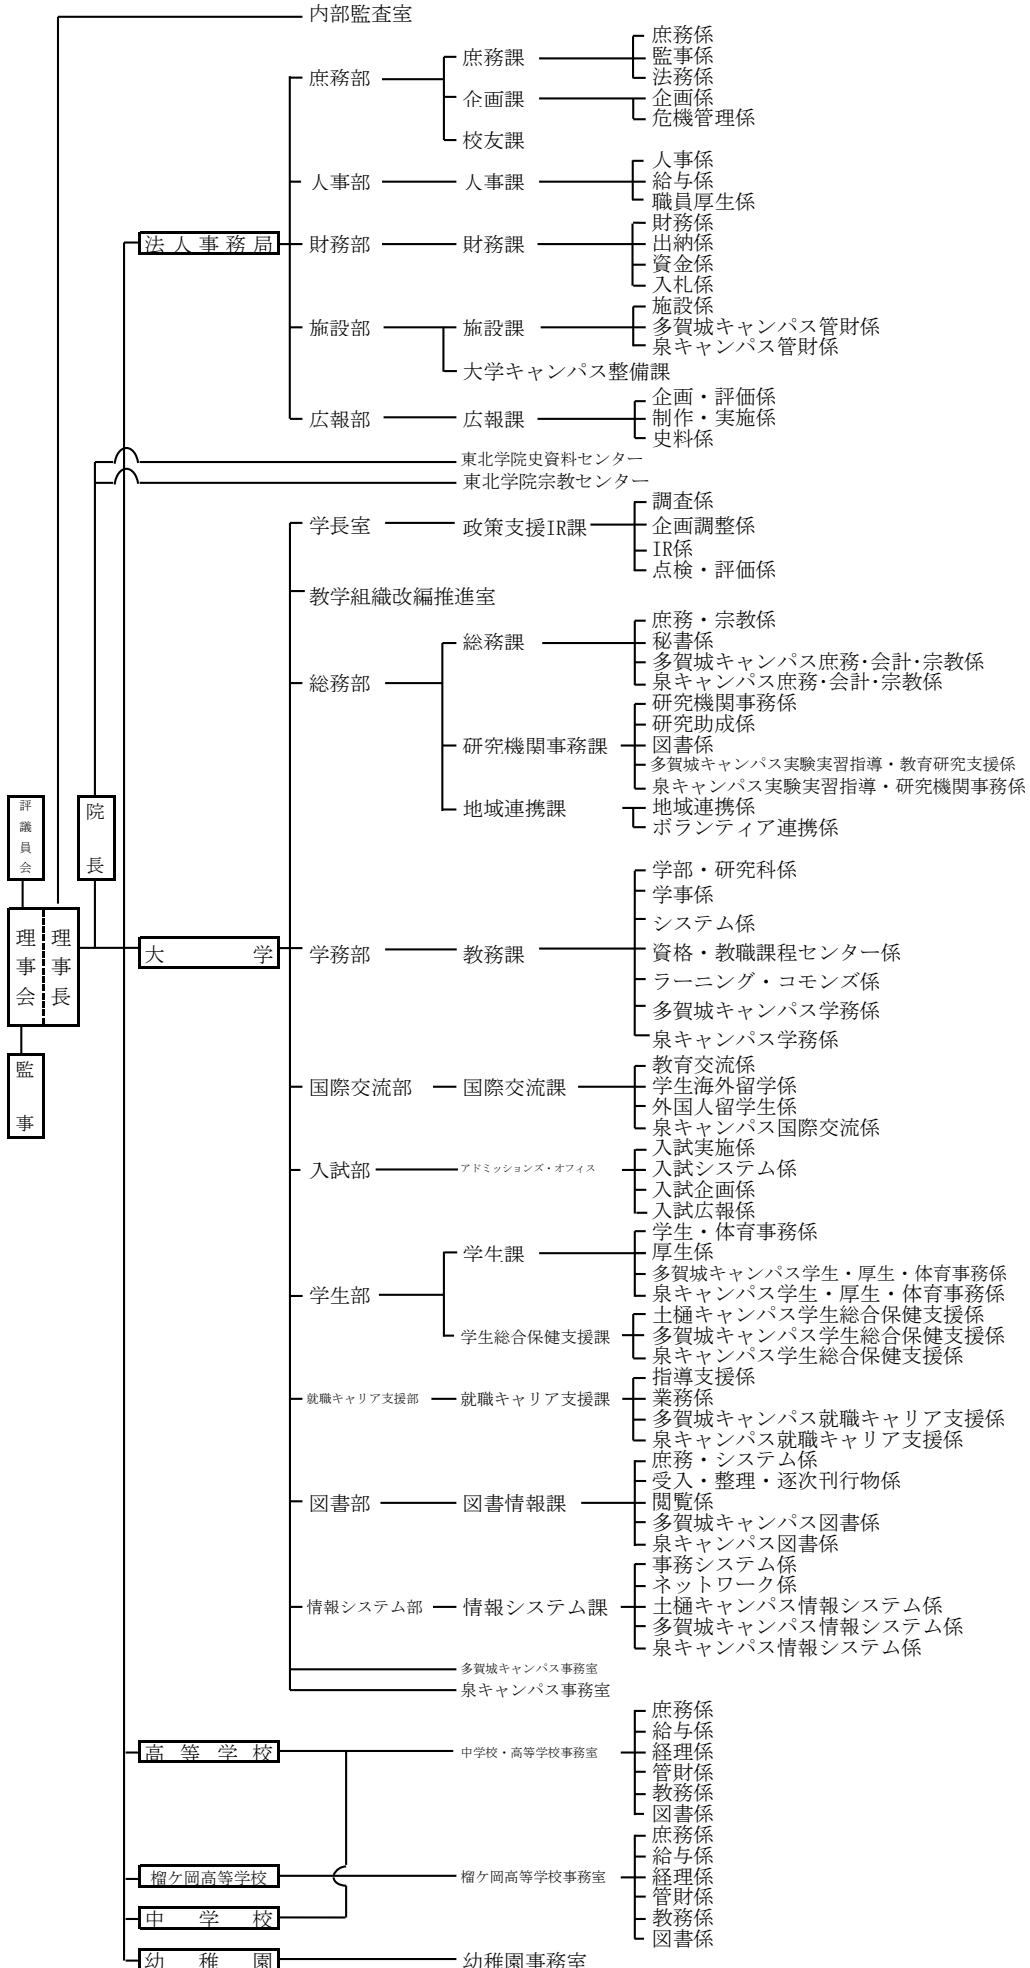 内部監査室
法人事務局
庶務部
庶務課
庶務係
監事係
法務係
企画課
企画係
危機管理係
校友課
人事部
人事課
人事係
給与係
職員厚生係
財務部
財務課
財務係
出納係
資金係
入札係
施設部
施設課
施設係
多賀城キャンパス管財係
泉キャンパス管財係
大学キャンパス整備課
広報部
広報課
企画・評価係
制作・実施係
史料係
東北学院史資料センター
東北学院宗教センター
評議員会
院長
理事会
理事長
監事
大学
学長室
政策支援IR課
調査係
企画調整係
IR係
点検・評価係
教学組織改編推進室
総務部
総務課
庶務・宗教係
秘書係
多賀城キャンパス庶務･会計･宗教係
泉キャンパス庶務･会計･宗教係
研究機関事務課
研究機関事務係
研究助成係
図書係
多賀城キャンパス実験実習指導・教育研究支援係
泉キャンパス実験実習指導・研究機関事務係
地域連携課
地域連携係
ボランティア連携係
学務部
教務課
学部・研究科係
学事係
システム係
資格・教職課程センター係
ラーニング・コモンズ係
多賀城キャンパス学務係
泉キャンパス学務係
国際交流部
国際交流課
教育交流係
学生海外留学係
外国人留学生係
泉キャンパス国際交流係
入試部
アドミッションズ・オフィス
入試実施係
入試システム係
入試企画係
入試広報係
学生部
学生課
学生・体育事務係
厚生係
多賀城キャンパス学生・厚生・体育事務係
泉キャンパス学生・厚生・体育事務係
学生総合保健支援課
土樋キャンパス学生総合保健支援係
多賀城キャンパス学生総合保健支援係
泉キャンパス学生総合保健支援係
就職キャリア支援部
就職キャリア支援課
指導支援係
業務係
多賀城キャンパス就職キャリア支援係
泉キャンパス就職キャリア支援係
図書部
図書情報課
庶務・システム係
受入・整理・逐次刊行物係
閲覧係
多賀城キャンパス図書係
泉キャンパス図書係
情報システム部
情報システム課
事務システム係
ネットワーク係
土樋キャンパス情報システム係
多賀城キャンパス情報システム係
泉キャンパス情報システム係
多賀城キャンパス事務室
泉キャンパス事務室
高等学校
中学校・高等学校事務室
庶務係
給与係
経理係
管財係
教務係
図書係
榴ケ岡高等学校
榴ケ岡高等学校事務室
庶務係
給与係
経理係
管財係
教務係
図書係
中学校
幼稚園
幼稚園事務室